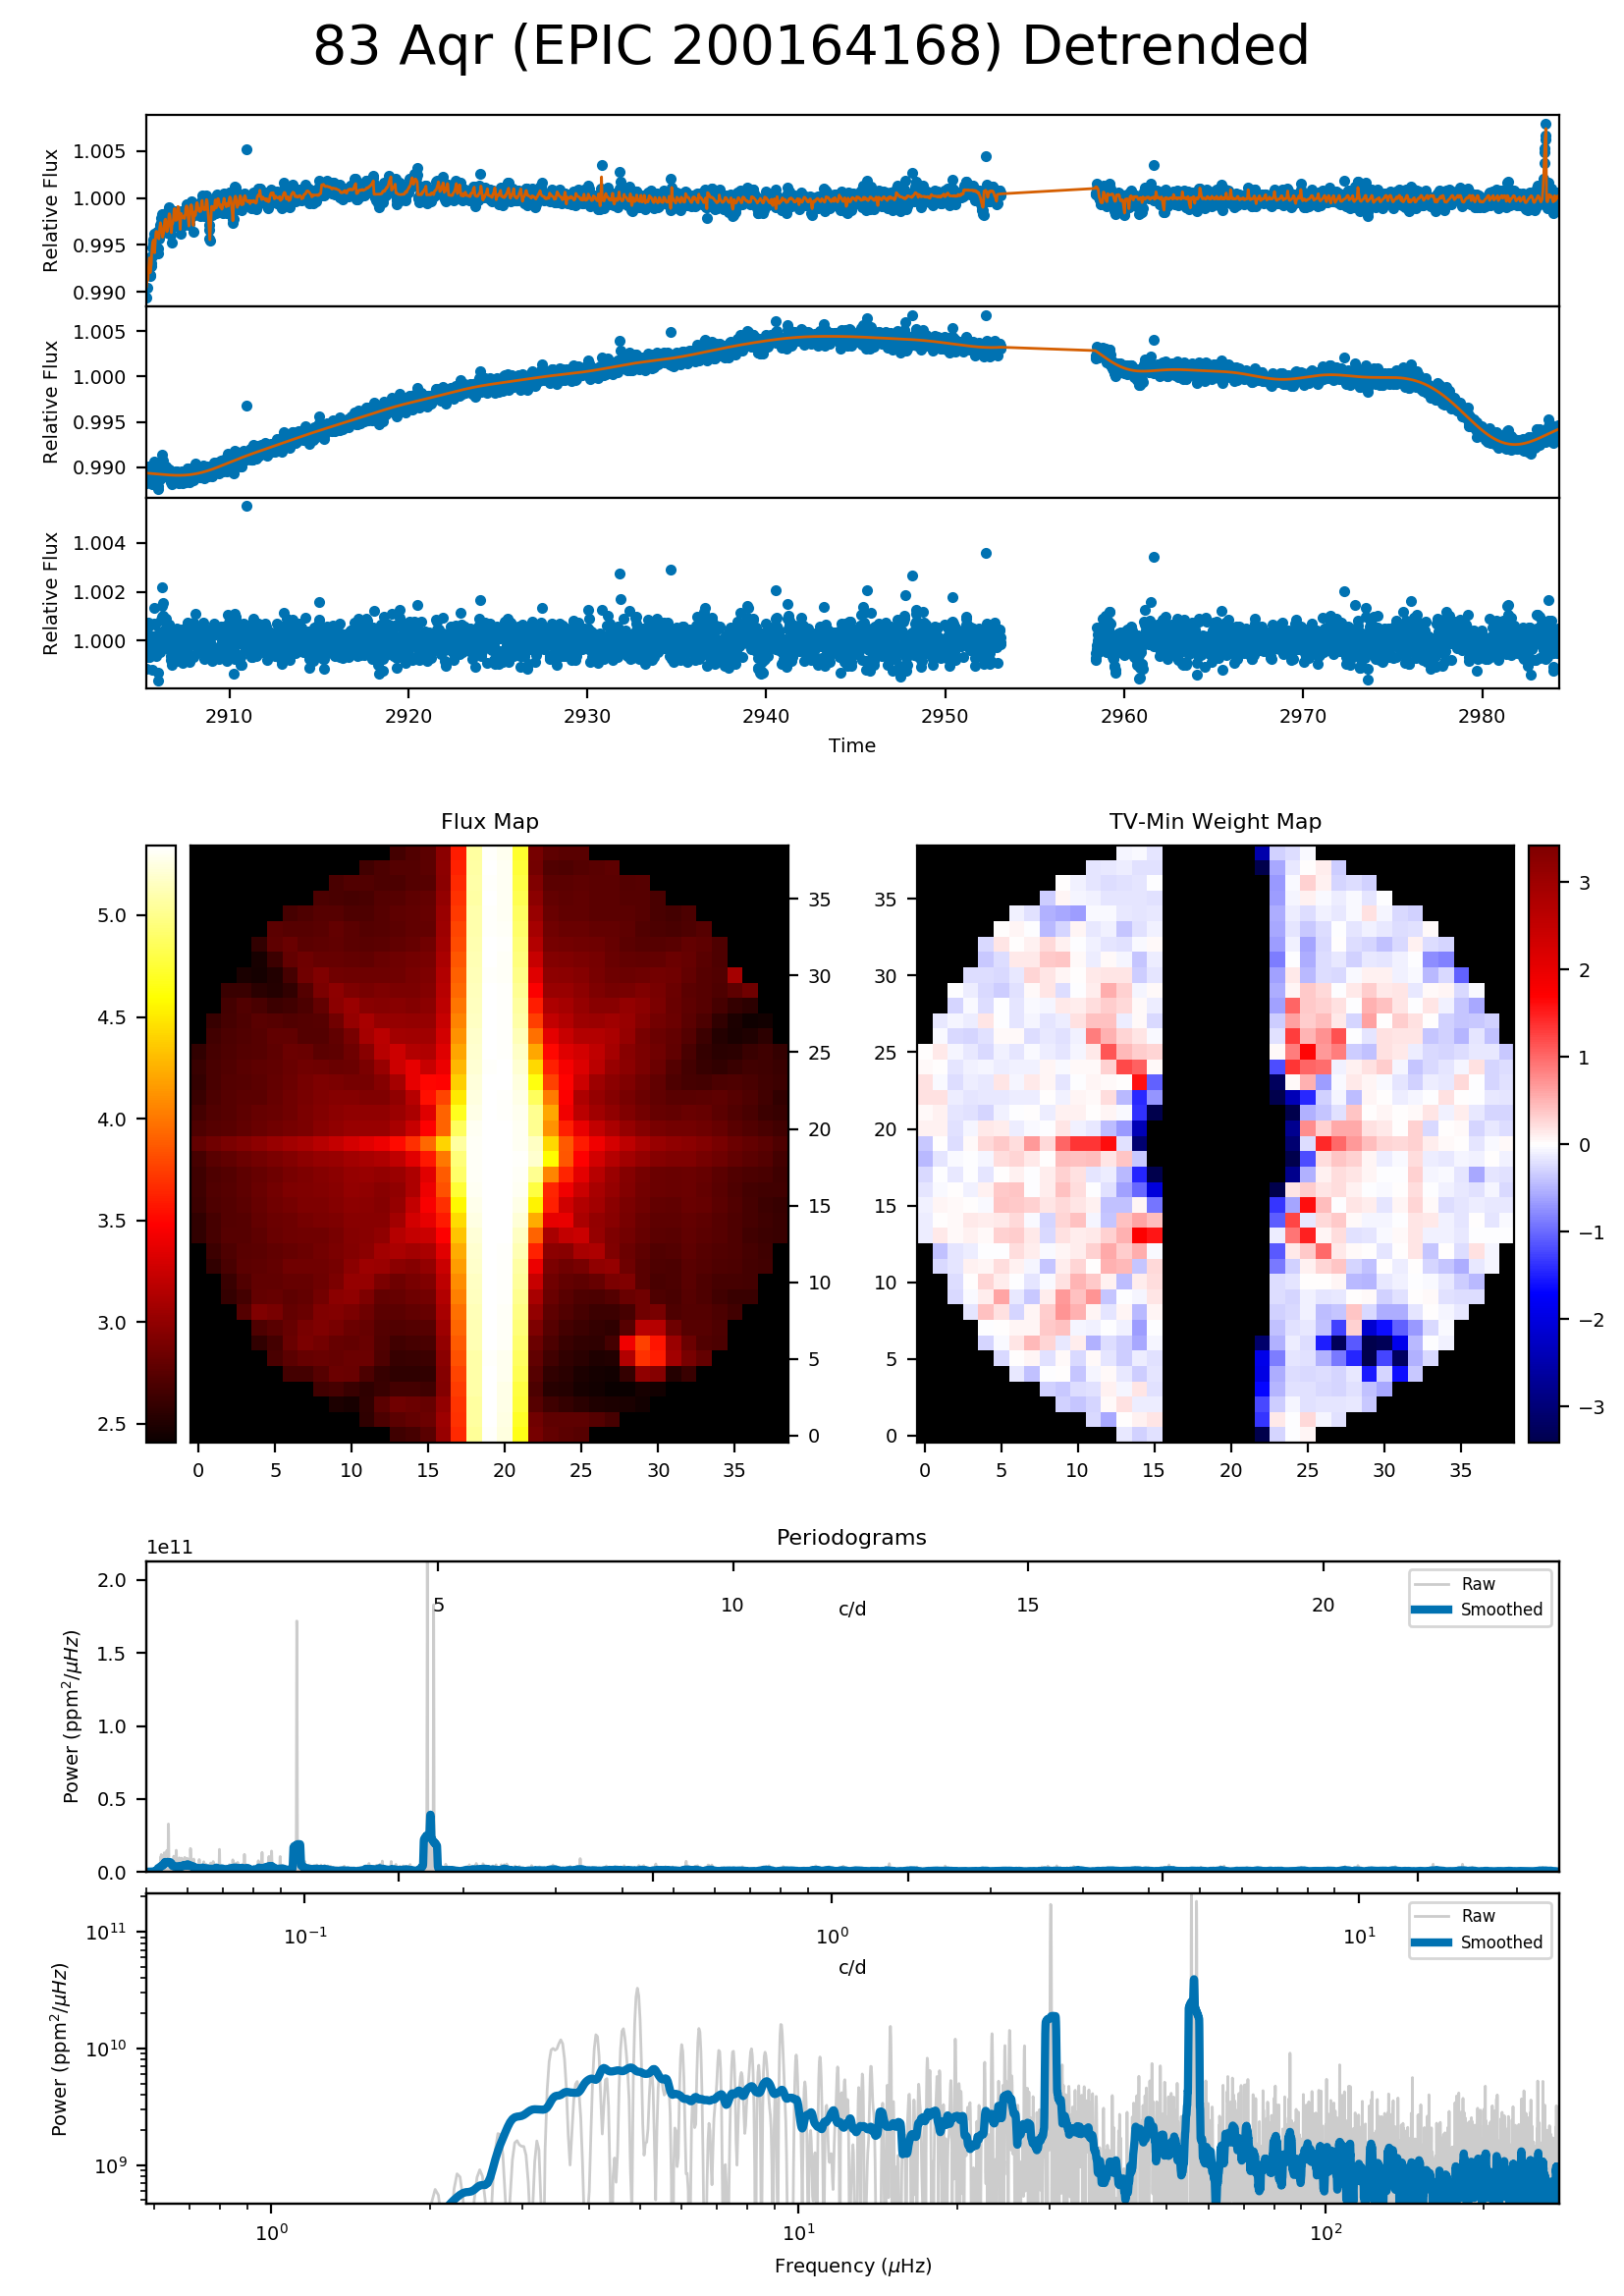 83 Aqr (EPIC 200164168) Detrended
Relative Flux
1.005
1.000
0.995
0.990
Relative Flux
1.005
1.000
0.995
0.990
Relative Flux
1.004
1.002
1.000
2910 2920 2930 2940 2950 2960 2970 2980
Time
Flux Map
5.0
4.5
4.0
3.5
3.0
2.5
35
30
25
20
15
10
5
0
0 5 10 15 20 25 30 35
TV-Min Weight Map
35
30
25
20
15
10
5
0
0 5 10 15 20 25 30 35
3
2
1
0
−1
−2
−3
Periodograms
1e11
Power (ppm²/μHz)
2.0
1.5
1.0
0.5
0.0
5 10 15 20
c/d
Raw
Smoothed
Power (ppm²/μHz)
10¹¹
10¹⁰
10⁹
10⁻¹ 10⁰ 10¹
c/d
Raw
Smoothed
10⁰ 10¹ 10²
Frequency (μHz)